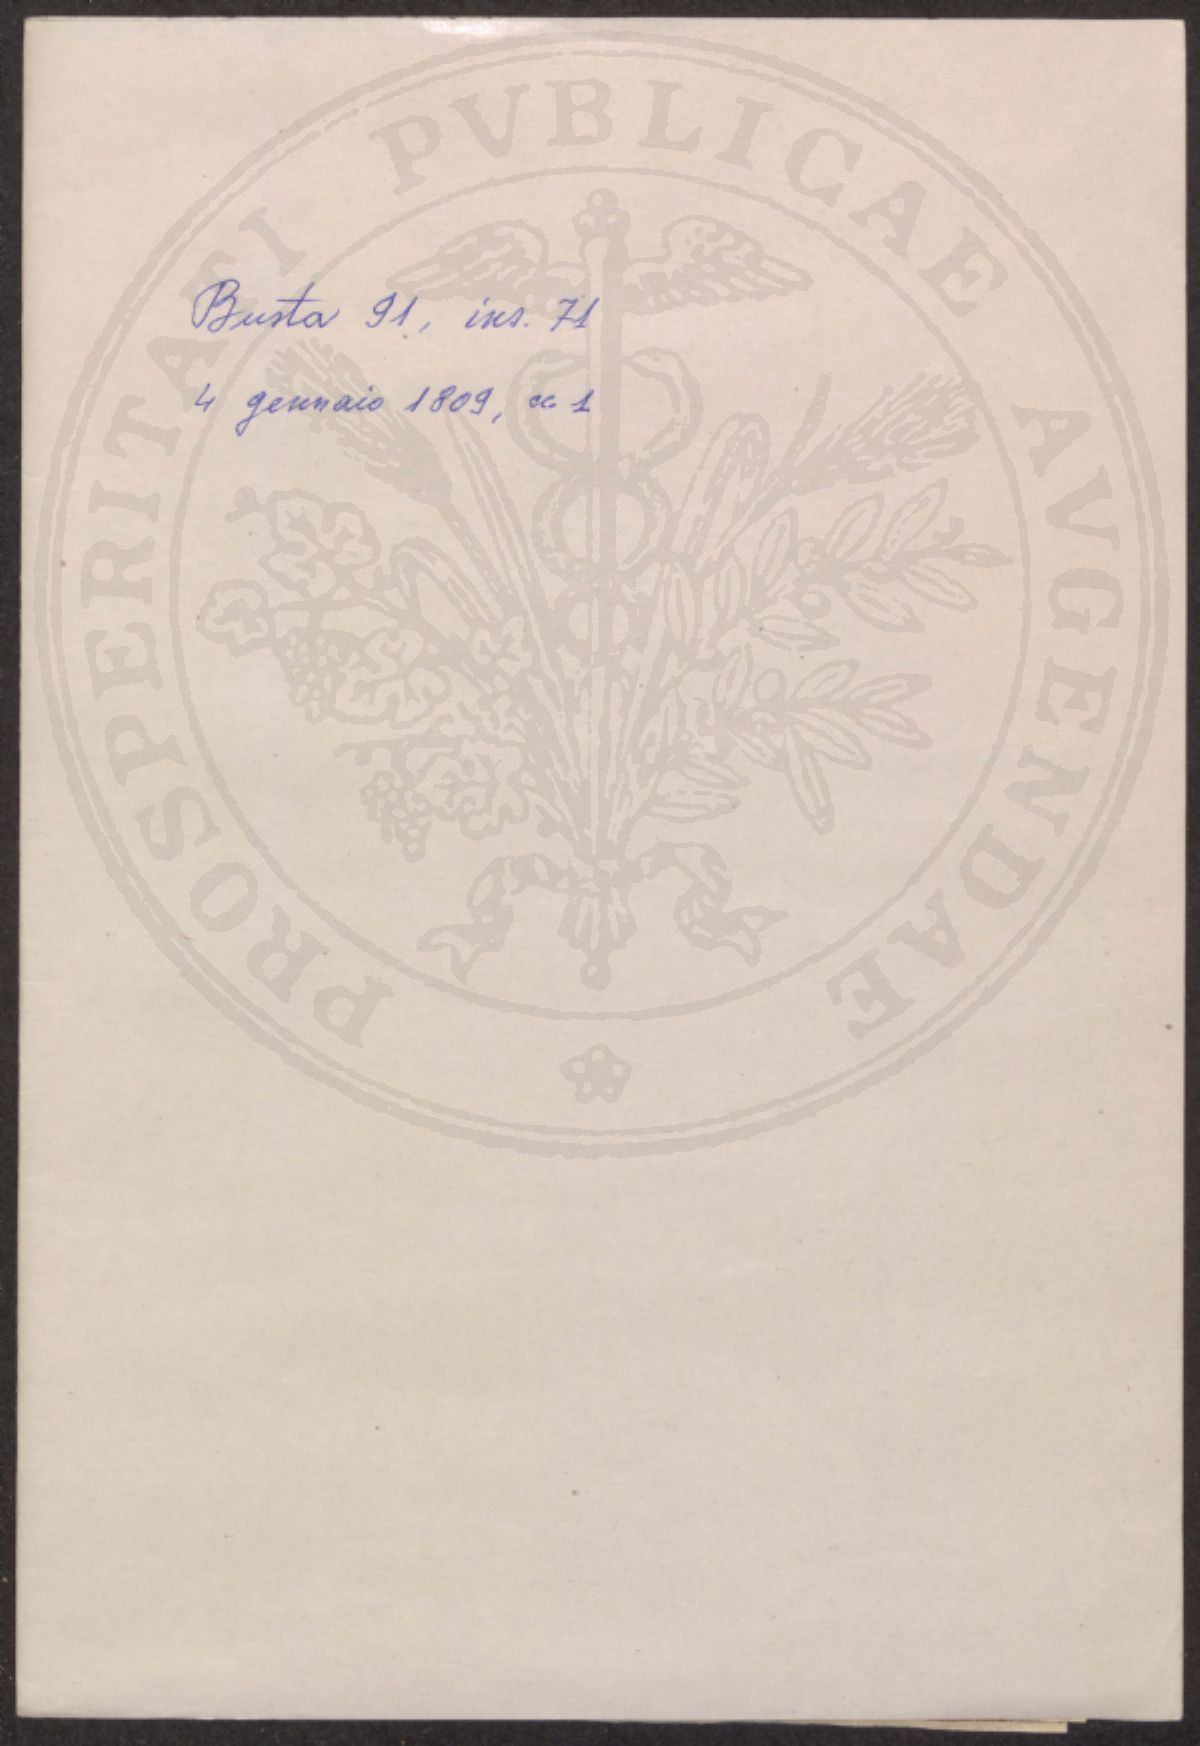 Busta 91, ins. 71
4 gennaio 1809, cc 1
PROSPERITATI PVBLICAE AVGENDAE